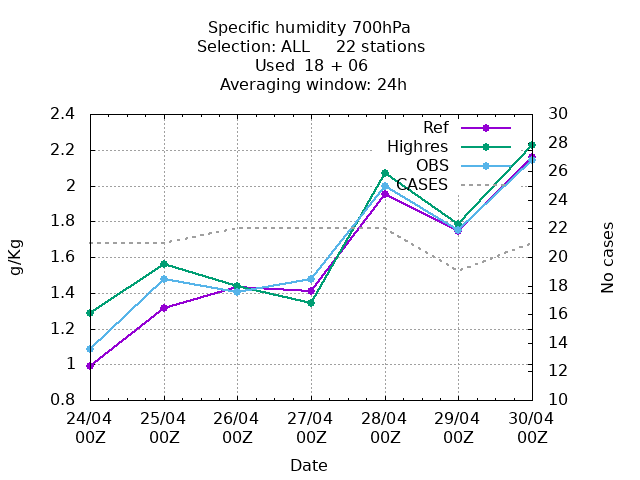 Specific humidity 700hPa
Selection: ALL     22 stations
Used  18 + 06
Averaging window: 24h
2.4
2.2
2
1.8
1.6
1.4
1.2
1
0.8
g/Kg
30
28
26
24
22
20
18
16
14
12
10
No cases
Ref
Highres
OBS
CASES
24/04 25/04 26/04 27/04 28/04 29/04 30/04
00Z 00Z 00Z 00Z 00Z 00Z 00Z
Date